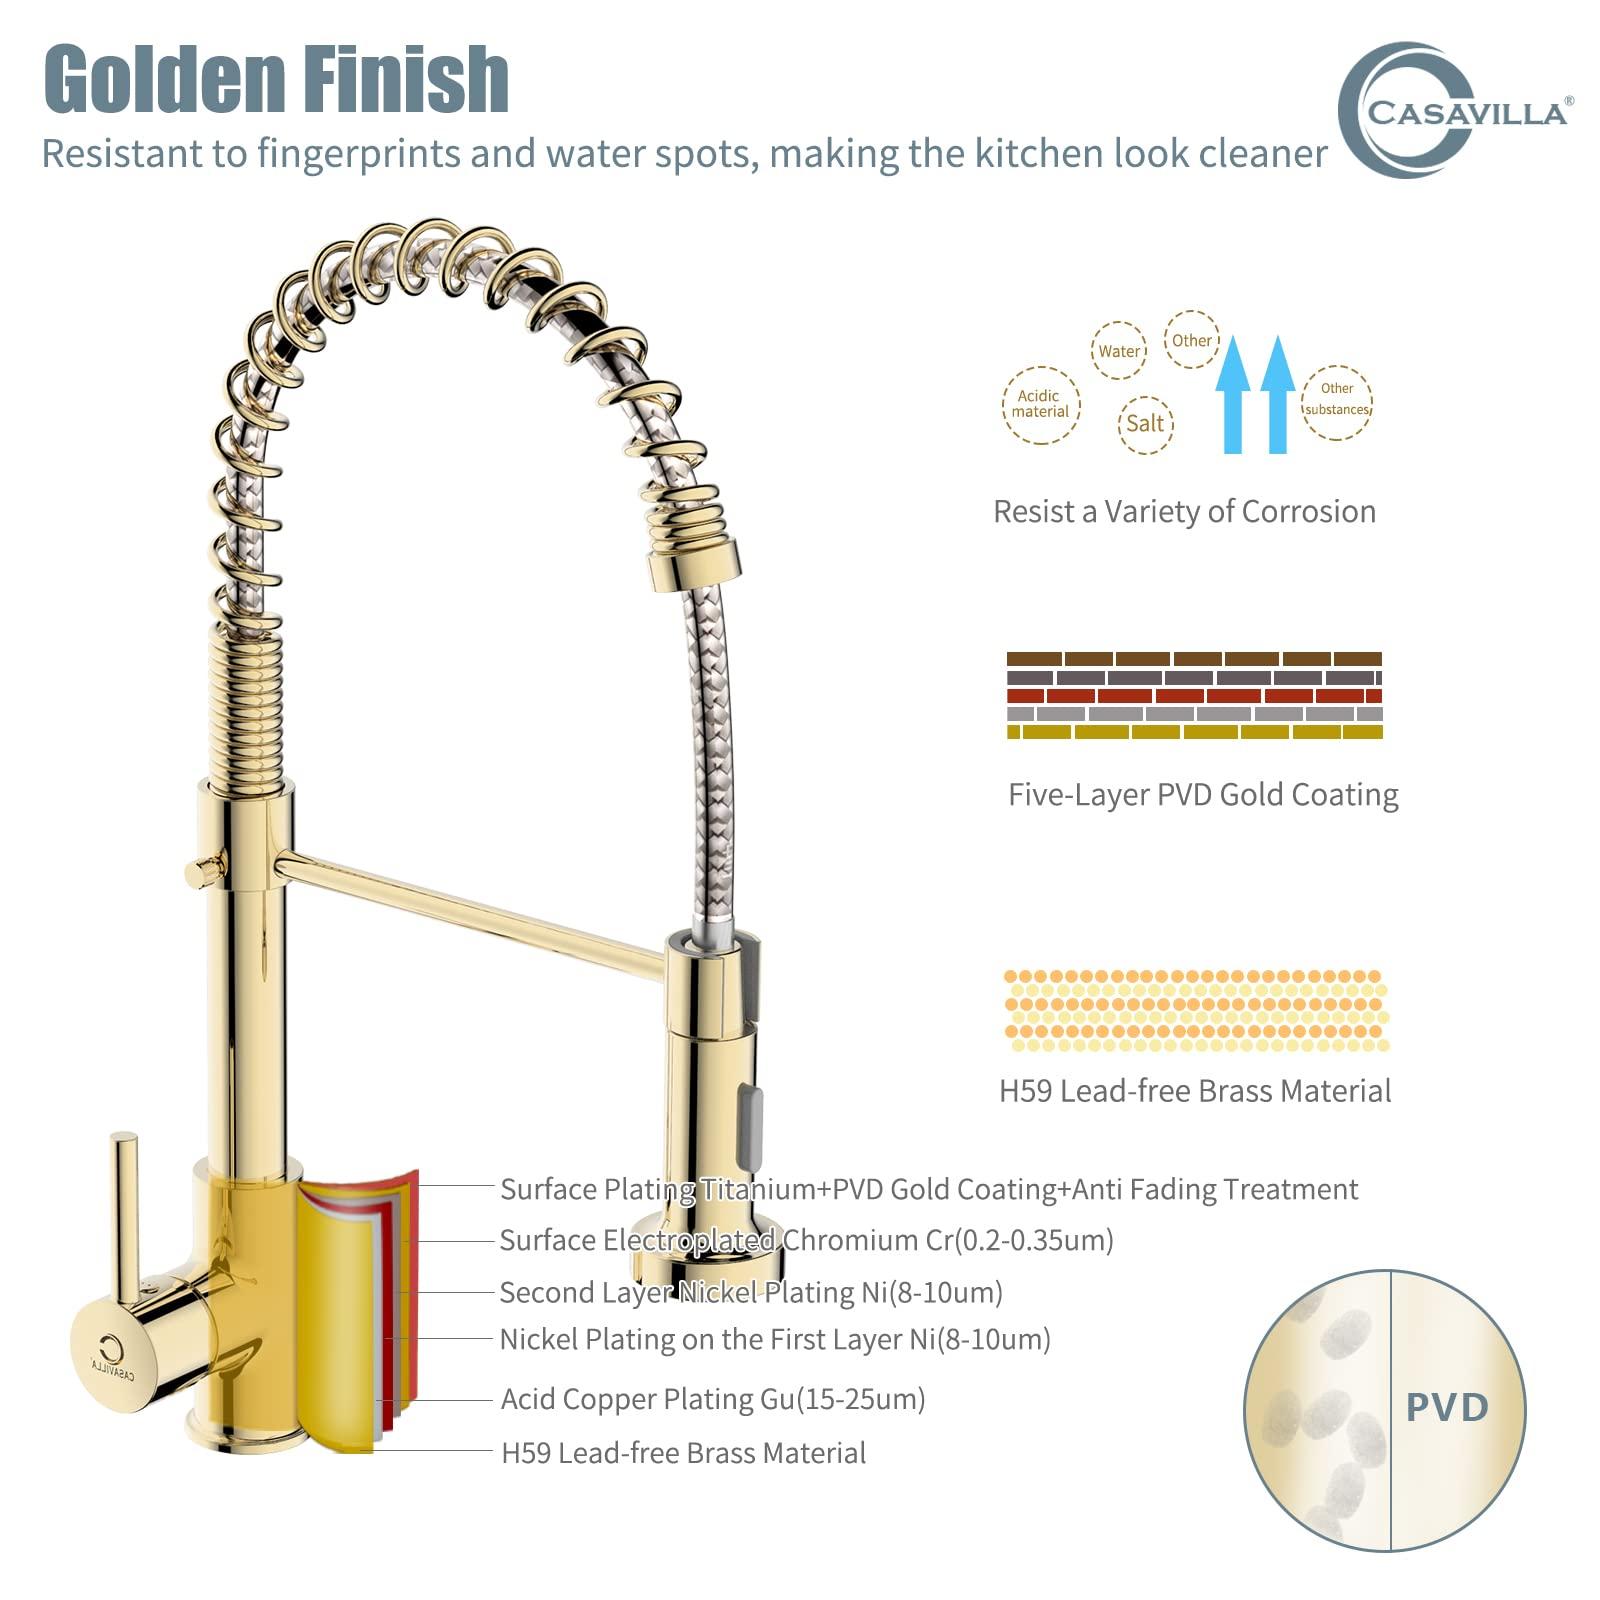 Golden Finish
Resistant to fingerprints and water spots, making the kitchen look cleaner
CASAVILLA®
Other
Water
Acidic
material
Salt
Other
substances
Resist a Variety of Corrosion
Five-Layer PVD Gold Coating
H59 Lead-free Brass Material
Surface Plating Titanium+PVD Gold Coating+Anti Fading Treatment
Surface Electroplated Chromium Cr(0.2-0.35um)
Second Layer Nickel Plating Ni(8-10um)
Nickel Plating on the First Layer Ni(8-10um)
Acid Copper Plating Gu(15-25um)
H59 Lead-free Brass Material
CASAVILLA
PVD